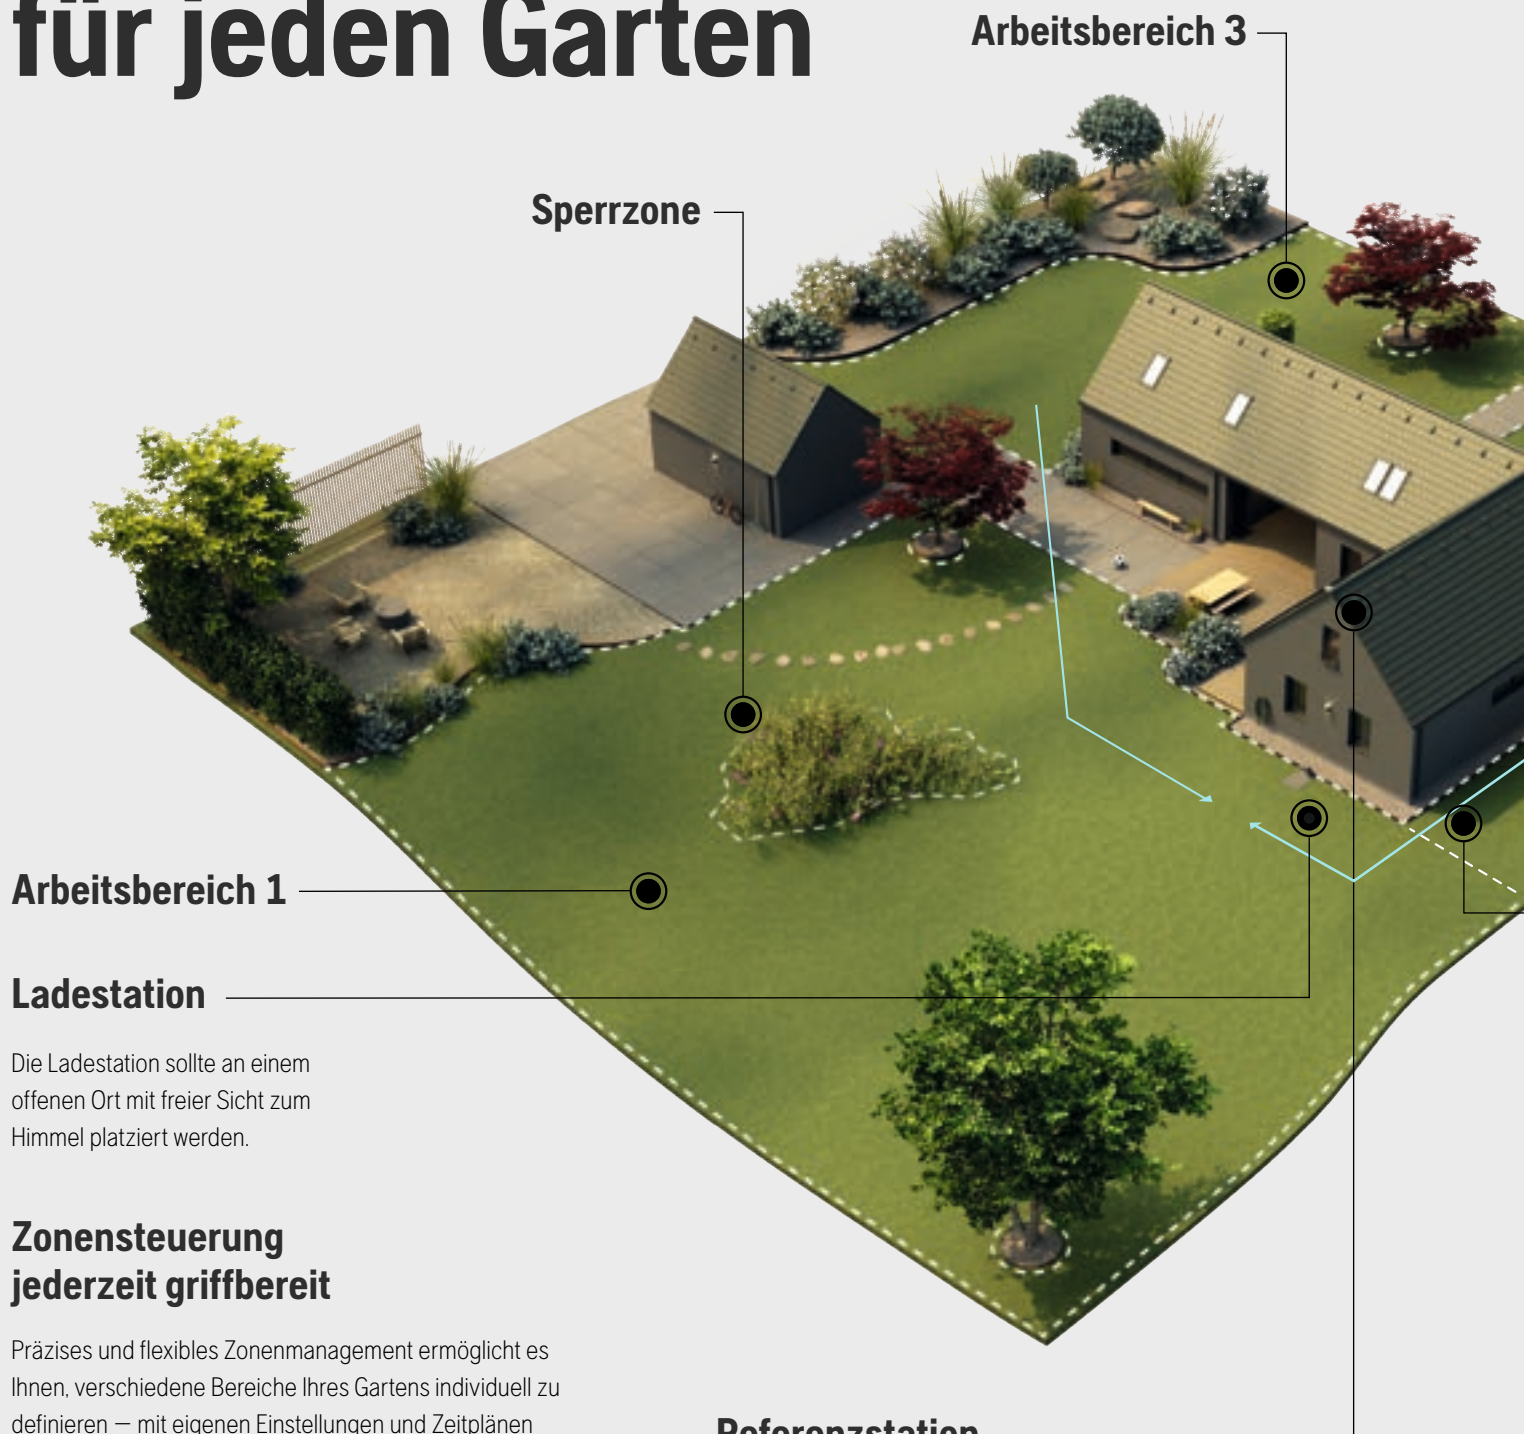 für jeden Garten
Arbeitsbereich 3
Sperrzone
Arbeitsbereich 1
Ladestation
Die Ladestation sollte an einem
offenen Ort mit freier Sicht zum
Himmel platziert werden.
Zonensteuerung
jederzeit griffbereit
Präzises und flexibles Zonenmanagement ermöglicht es
Ihnen, verschiedene Bereiche Ihres Gartens individuell zu
definieren – mit eigenen Einstellungen und Zeitplänen
Referenzstation